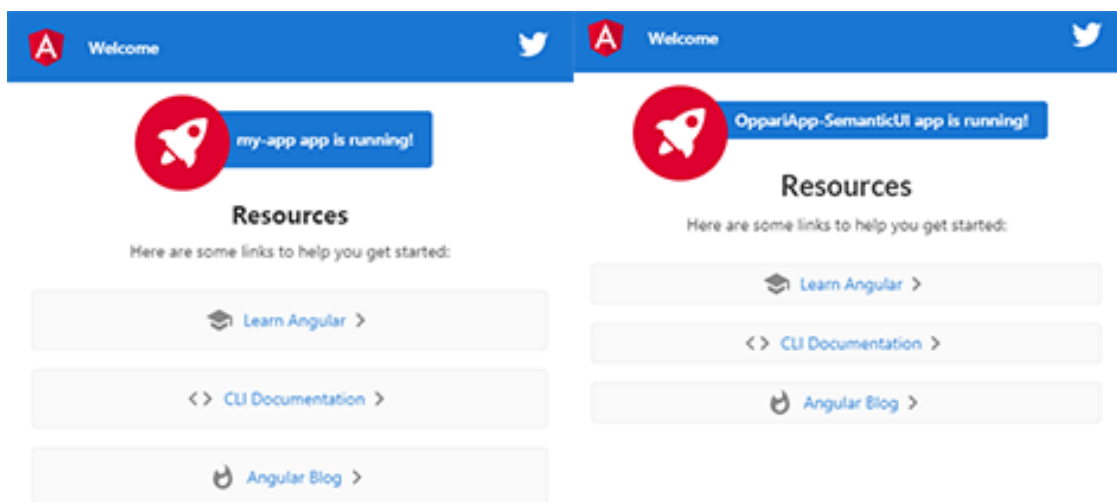 Welcome
my-app app is running!
Resources
Here are some links to help you get started:
Learn Angular
CLI Documentation
Angular Blog
Welcome
OppariApp-SemanticUI app is running!
Resources
Here are some links to help you get started:
Learn Angular
CLI Documentation
Angular Blog